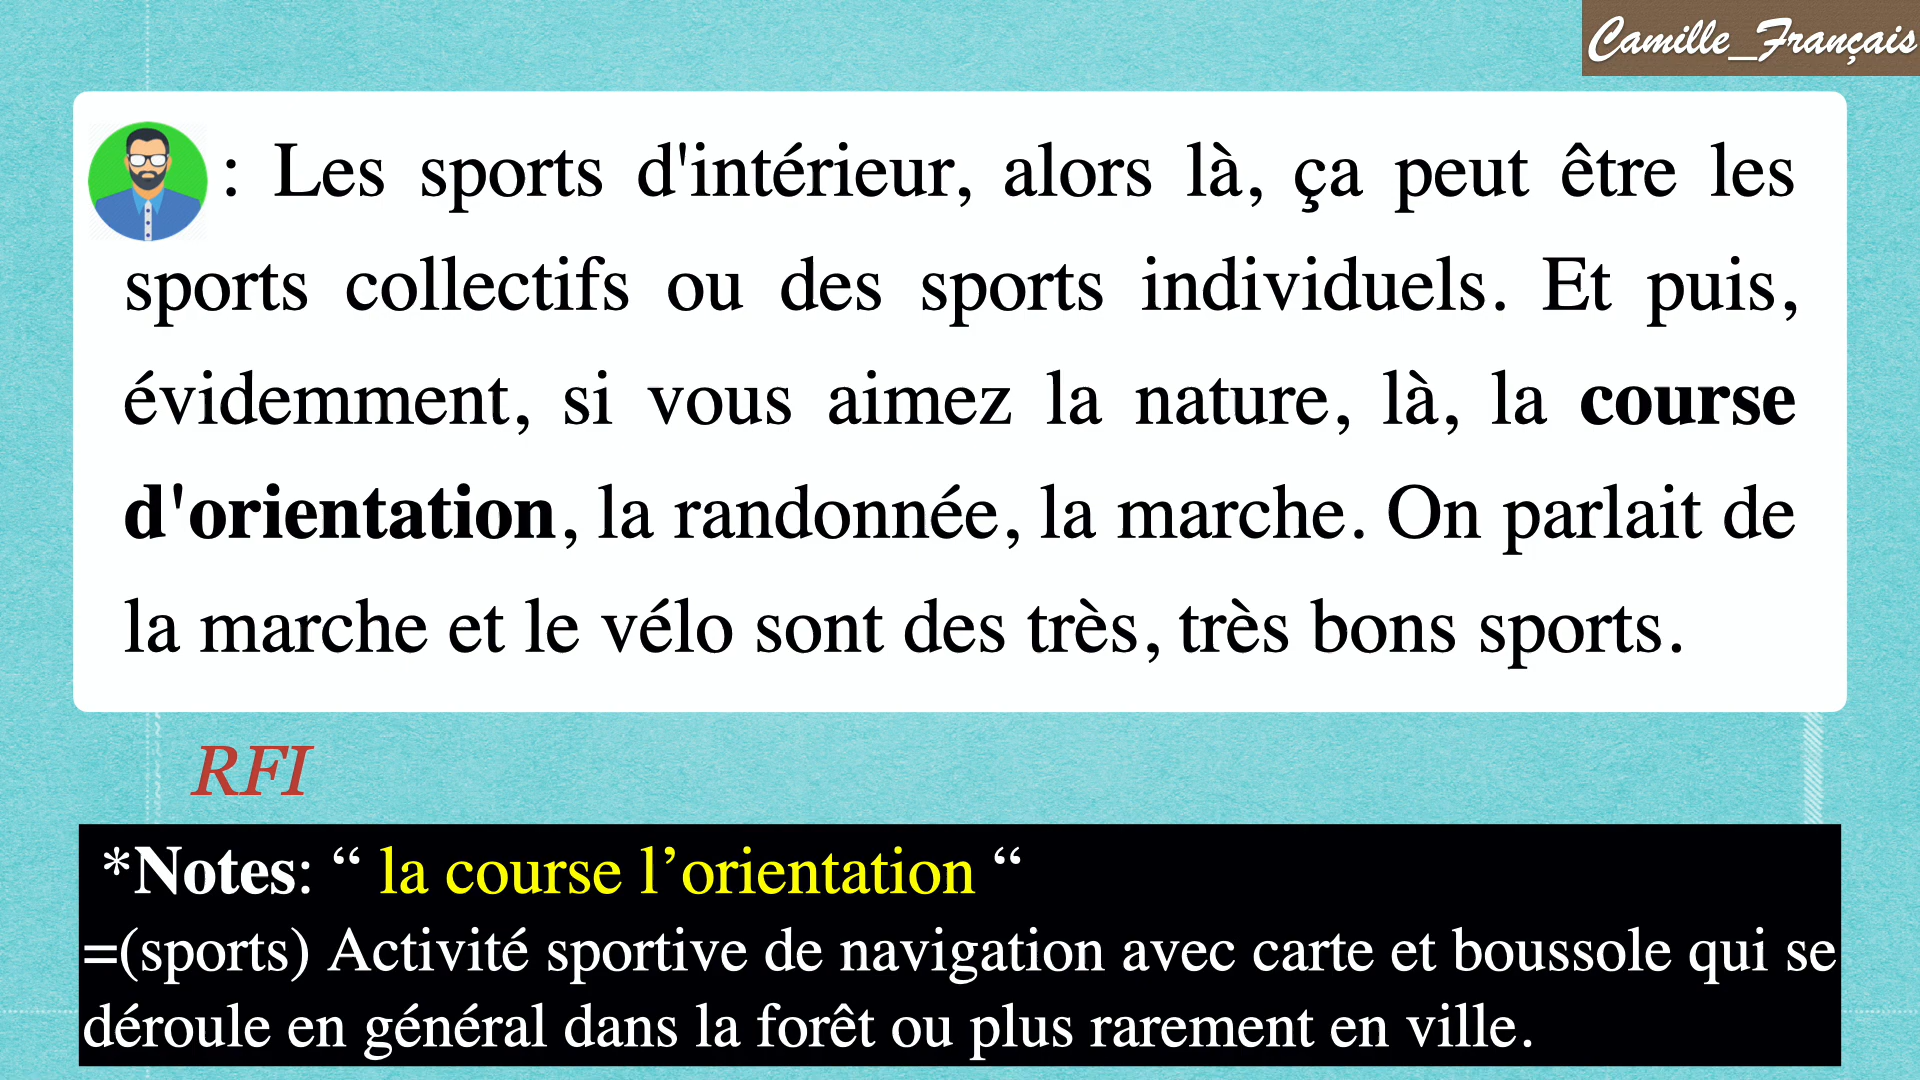 Camille_Français
: Les sports d'intérieur, alors là, ça peut être les
sports collectifs ou des sports individuels. Et puis,
évidemment, si vous aimez la nature, là, la course
d'orientation, la randonnée, la marche. On parlait de
la marche et le vélo sont des très, très bons sports.
RFI
*Notes: “ la course l’orientation “
=(sports) Activité sportive de navigation avec carte et boussole qui se
déroule en général dans la forêt ou plus rarement en ville.